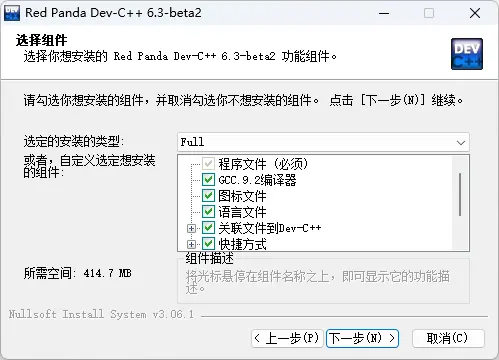 Red Panda Dev-C++ 6.3-beta2
选择组件
选择你想安装的 Red Panda Dev-C++ 6.3-beta2 功能组件。
DEV
C++
请勾选你想安装的组件，并取消勾选你不想安装的组件。 点击 [下一步(N)] 继续。
选定的安装的类型:
Full
或者，自定义选定想安装
的组件:
程序文件 (必须)
GCC.9.2编译器
图标文件
语言文件
关联文件到Dev-C++
快捷方式
组件描述
将光标悬停在组件名称之上，即可显示它的功能描
述。
所需空间: 414.7 MB
Nullsoft Install System v3.06.1
< 上一步(P)
下一步(N) >
取消(C)